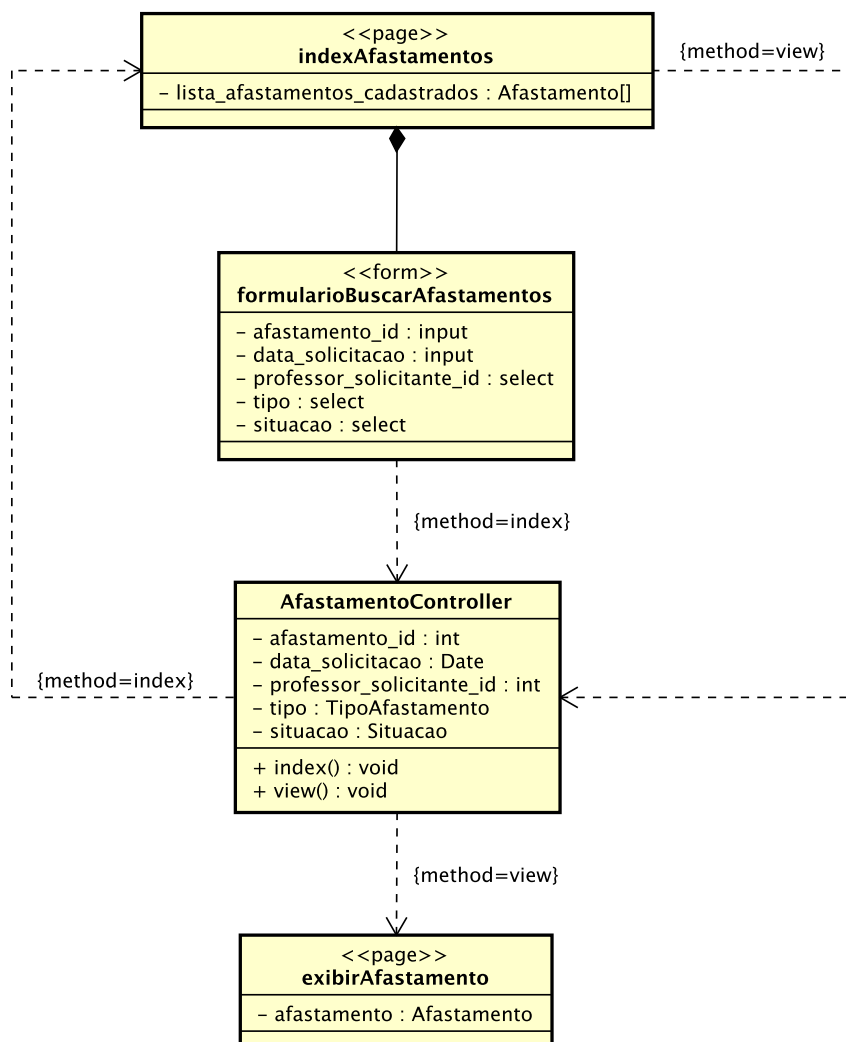 <<page>>
indexAfastamentos
- lista_afastamentos_cadastrados : Afastamento[]
{method=view}
<<form>>
formularioBuscarAfastamentos
- afastamento_id : input
- data_solicitacao : input
- professor_solicitante_id : select
- tipo : select
- situacao : select
{method=index}
AfastamentoController
- afastamento_id : int
- data_solicitacao : Date
- professor_solicitante_id : int
- tipo : TipoAfastamento
- situacao : Situacao
+ index() : void
+ view() : void
{method=index}
{method=view}
<<page>>
exibirAfastamento
- afastamento : Afastamento